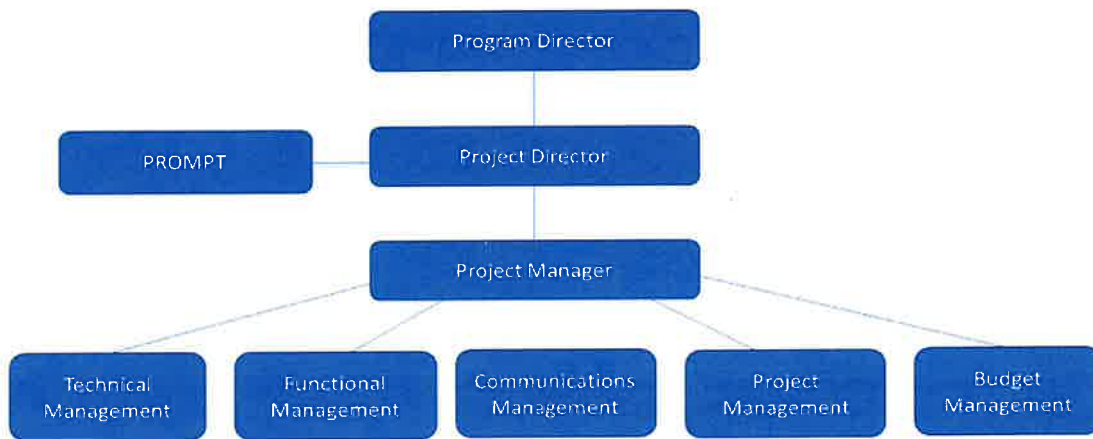 Program Director
PROMPT
Project Director
Project Manager
Technical
Management
Functional
Management
Communications
Management
Project
Management
Budget
Management